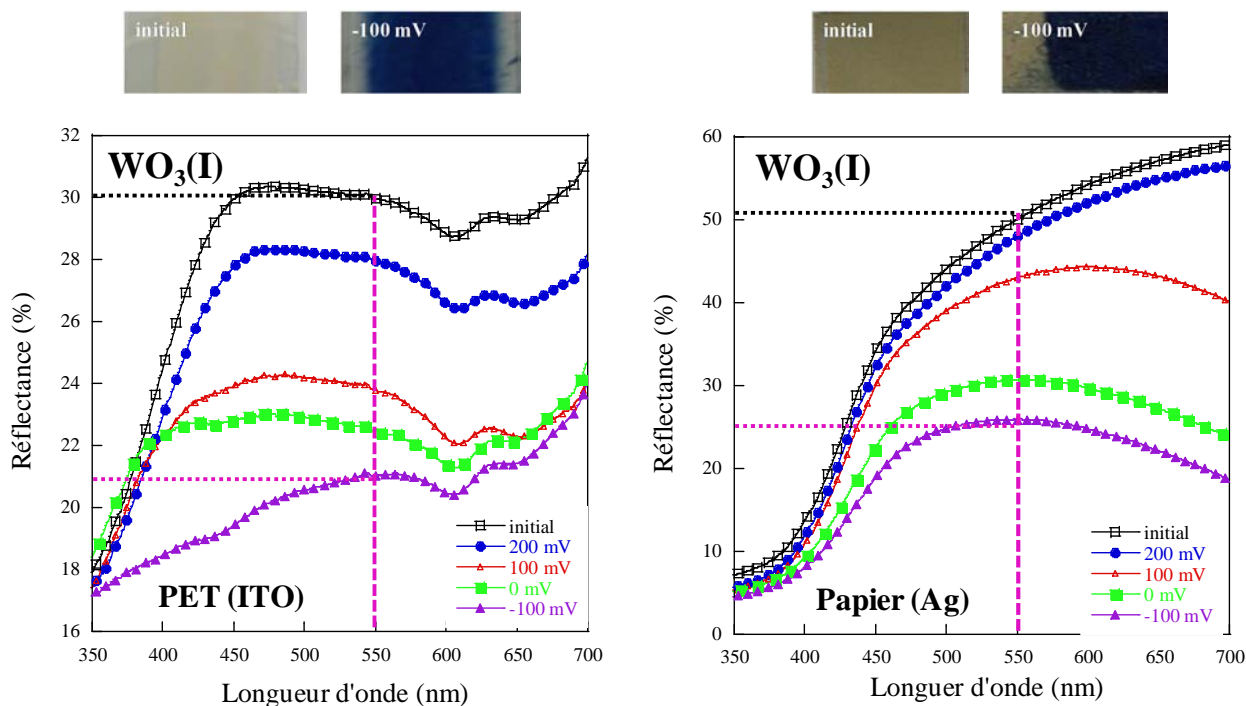 initial
-100 mV
initial
-100 mV
WO3(I)
Réflectance (%)
32
30
28
26
24
22
20
18
16
350 400 450 500 550 600 650 700
Longueur d'onde (nm)
PET (ITO)
initial
200 mV
100 mV
0 mV
-100 mV
WO3(I)
Réflectance (%)
60
50
40
30
20
10
0
350 400 450 500 550 600 650 700
Longuer d'onde (nm)
Papier (Ag)
initial
200 mV
100 mV
0 mV
-100 mV